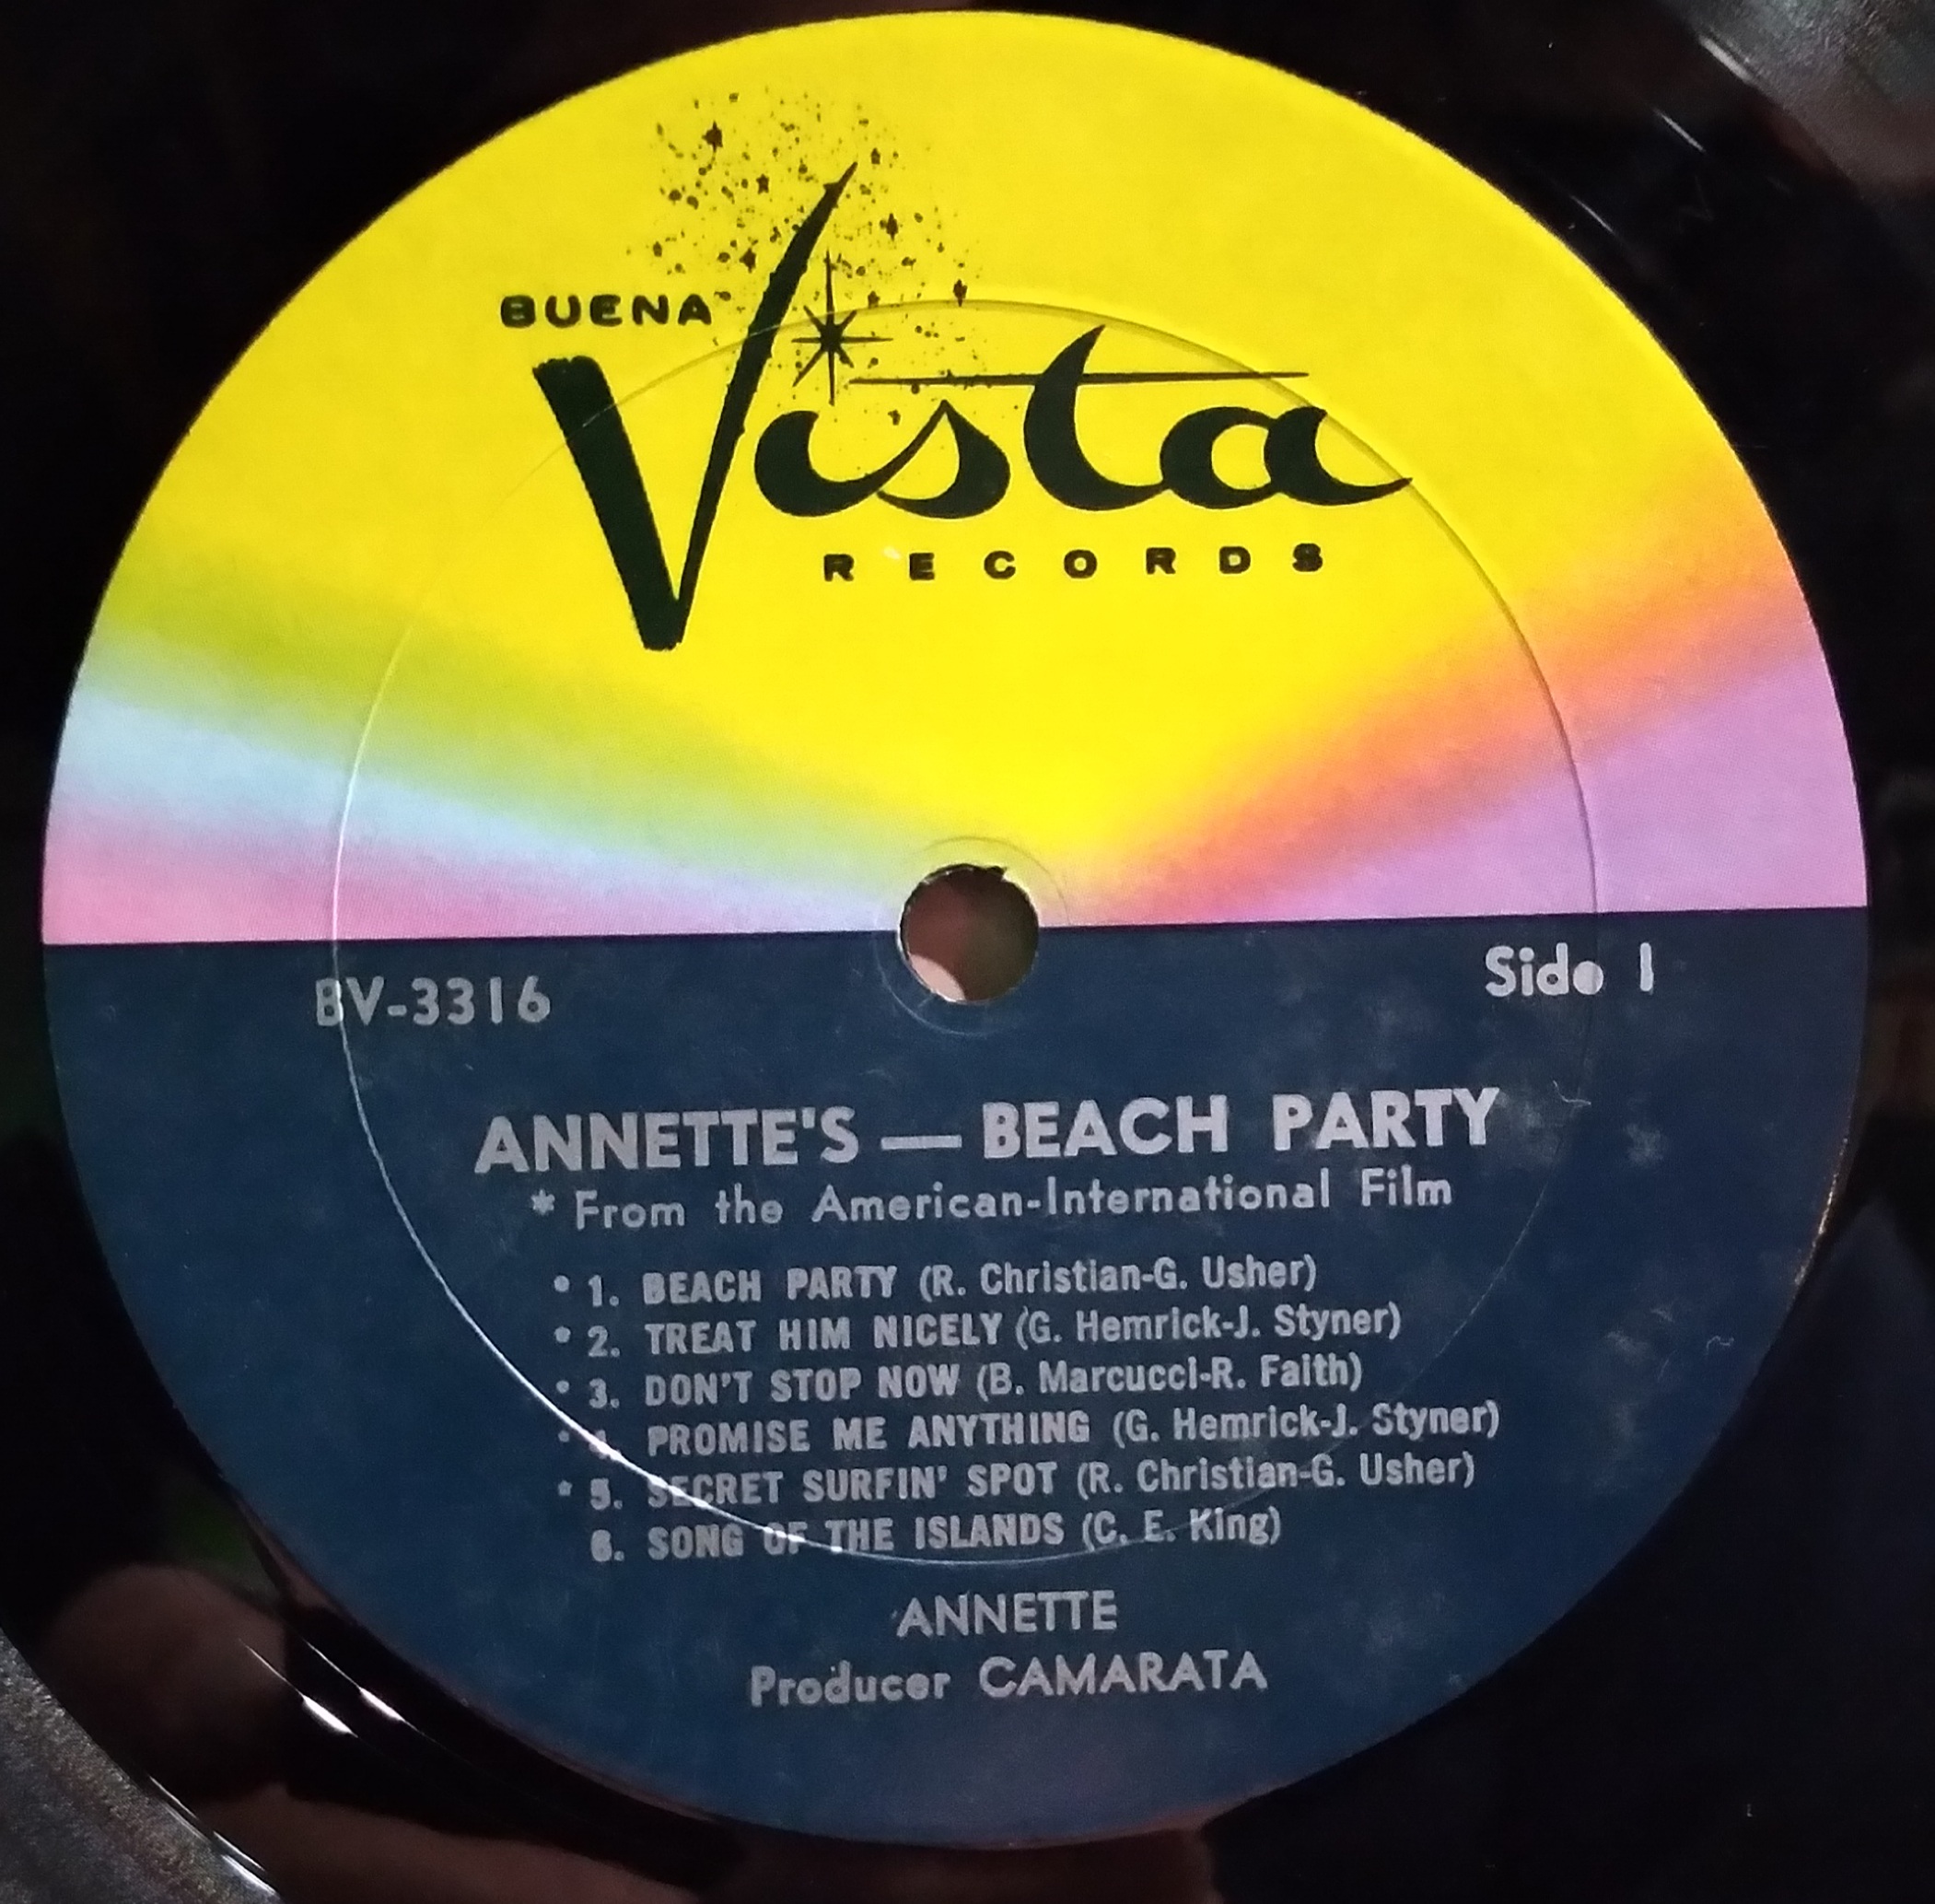 BUENA
Vista
RECORDS
BV-3316
Side 1
ANNETTE'S — BEACH PARTY
* From the American-International Film
* 1. BEACH PARTY (R. Christian-G. Usher)
* 2. TREAT HIM NICELY (G. Hemrick-J. Styner)
* 3. DON'T STOP NOW (B. Marcucci-R. Faith)
* 4. PROMISE ME ANYTHING (G. Hemrick-J. Styner)
* 5. SECRET SURFIN' SPOT (R. Christian-G. Usher)
6. SONG OF THE ISLANDS (C. E. King)
ANNETTE
Producer CAMARATA